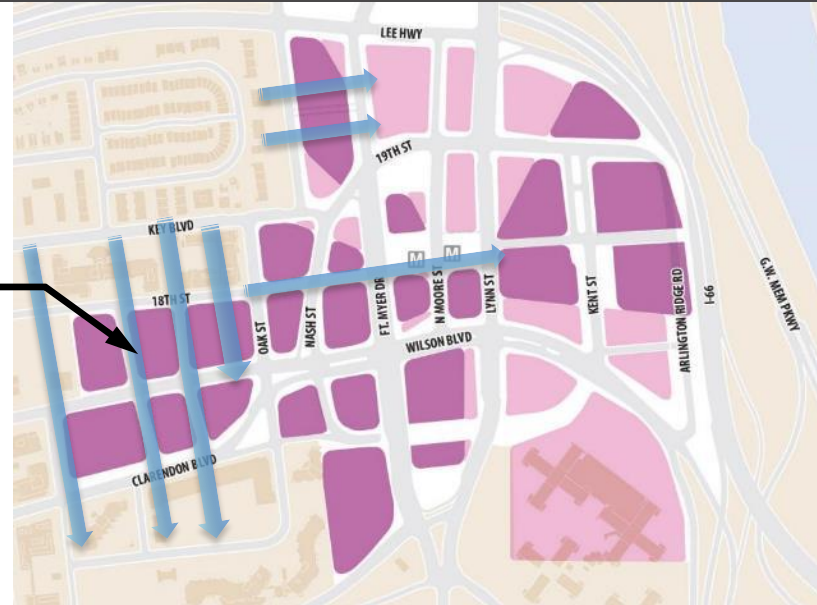 LEE HWY
19TH ST
KEY BLVD
M
M
18TH ST
OAK ST
NASH ST
FT. MYER DR
N MOORE ST
LYNN ST
KENT ST
ARLINGTON RIDGE RD
I-66
G.W. MEM PKWY
WILSON BLVD
CLARENDON BLVD